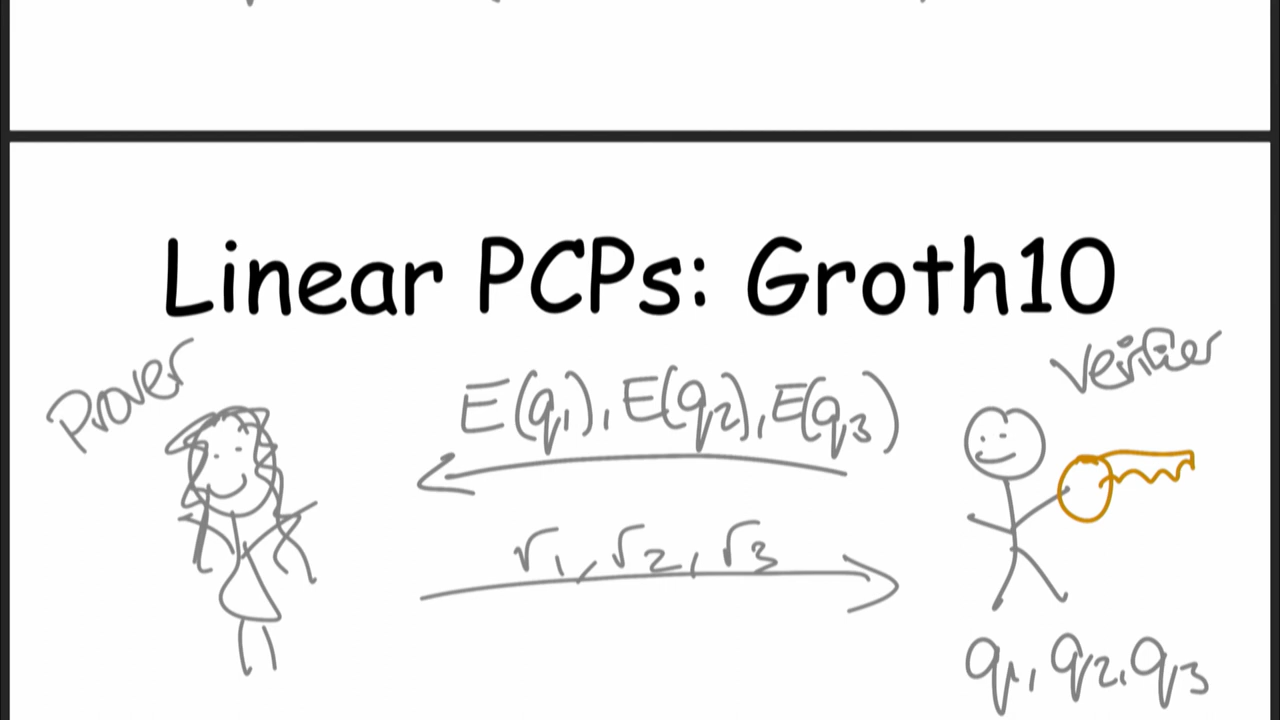 Linear PCPs: Groth10
Prover
Verifier
E(q1), E(q2), E(q3)
r1, r2, r3
q1, q2, q3